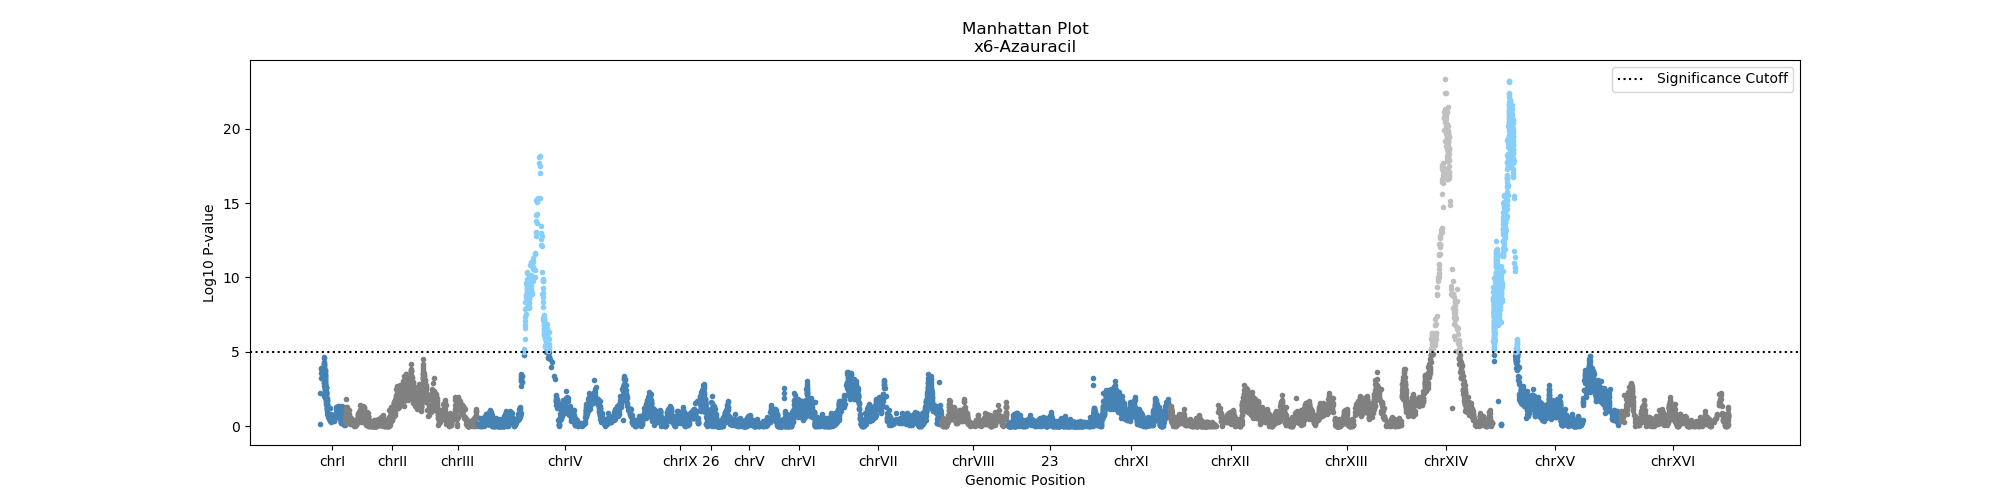 Manhattan Plot
x6-Azauracil
Significance Cutoff
20
15
10
5
0
Log10 P-value
chrI chrII chrIII chrIV chrIX 26 chrV chrVI chrVII chrVIII 23 chrXI chrXII chrXIII chrXIV chrXV chrXVI
Genomic Position